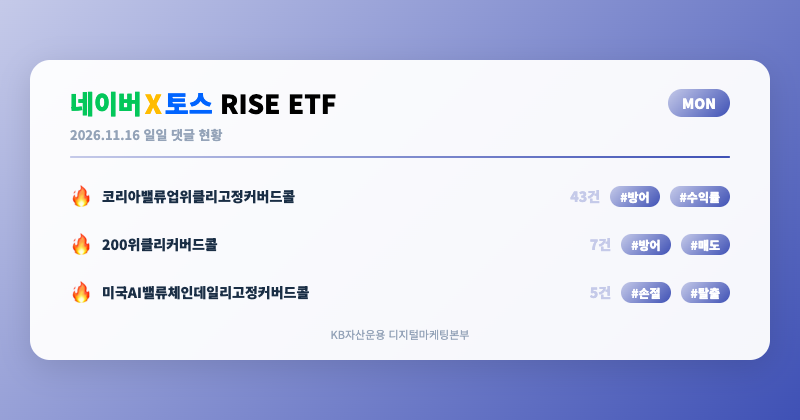 네이버X토스 RISE ETF
MON
2026.11.16 일일 댓글 현황
코리아밸류업위클리고정커버드콜 43건 #방어 #수익률
200위클리커버드콜 7건 #방어 #매도
미국AI밸류체인데일리고정커버드콜 5건 #손절 #탈출
KB자산운용 디지털마케팅본부